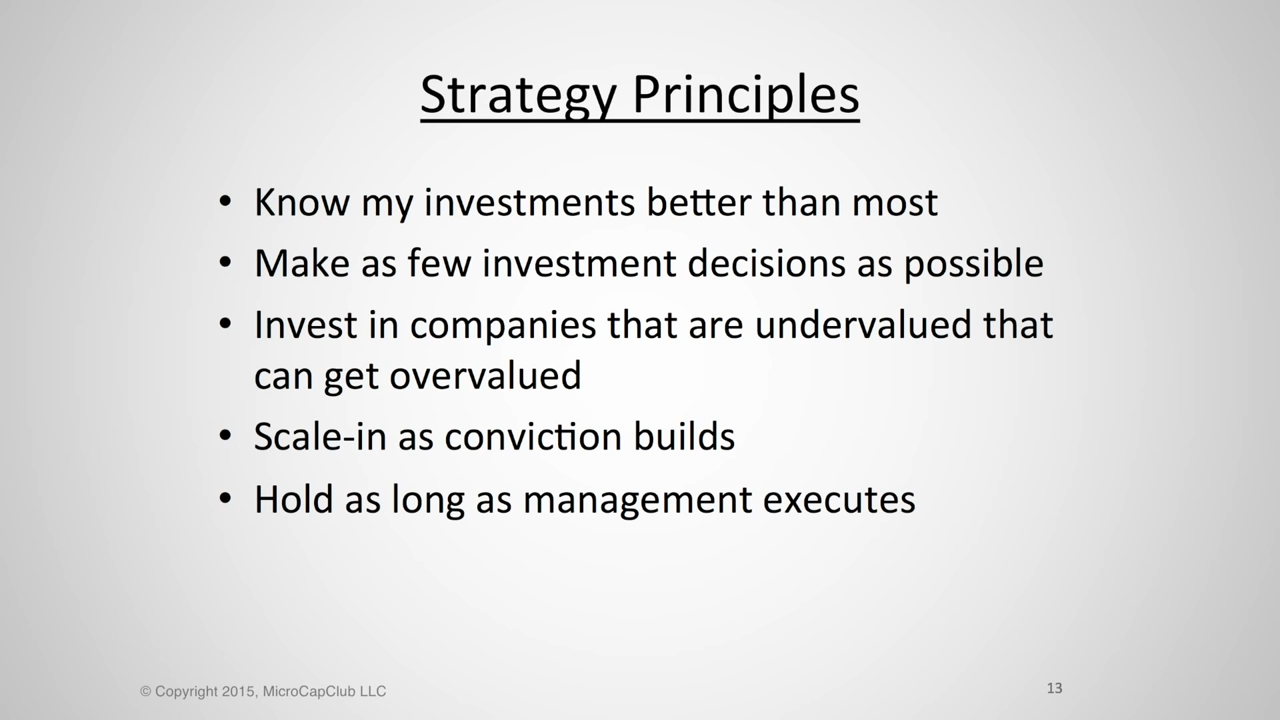 Strategy Principles
• Know my investments better than most
• Make as few investment decisions as possible
• Invest in companies that are undervalued that
can get overvalued
• Scale-in as conviction builds
• Hold as long as management executes
© Copyright 2015, MicroCapClub LLC
13